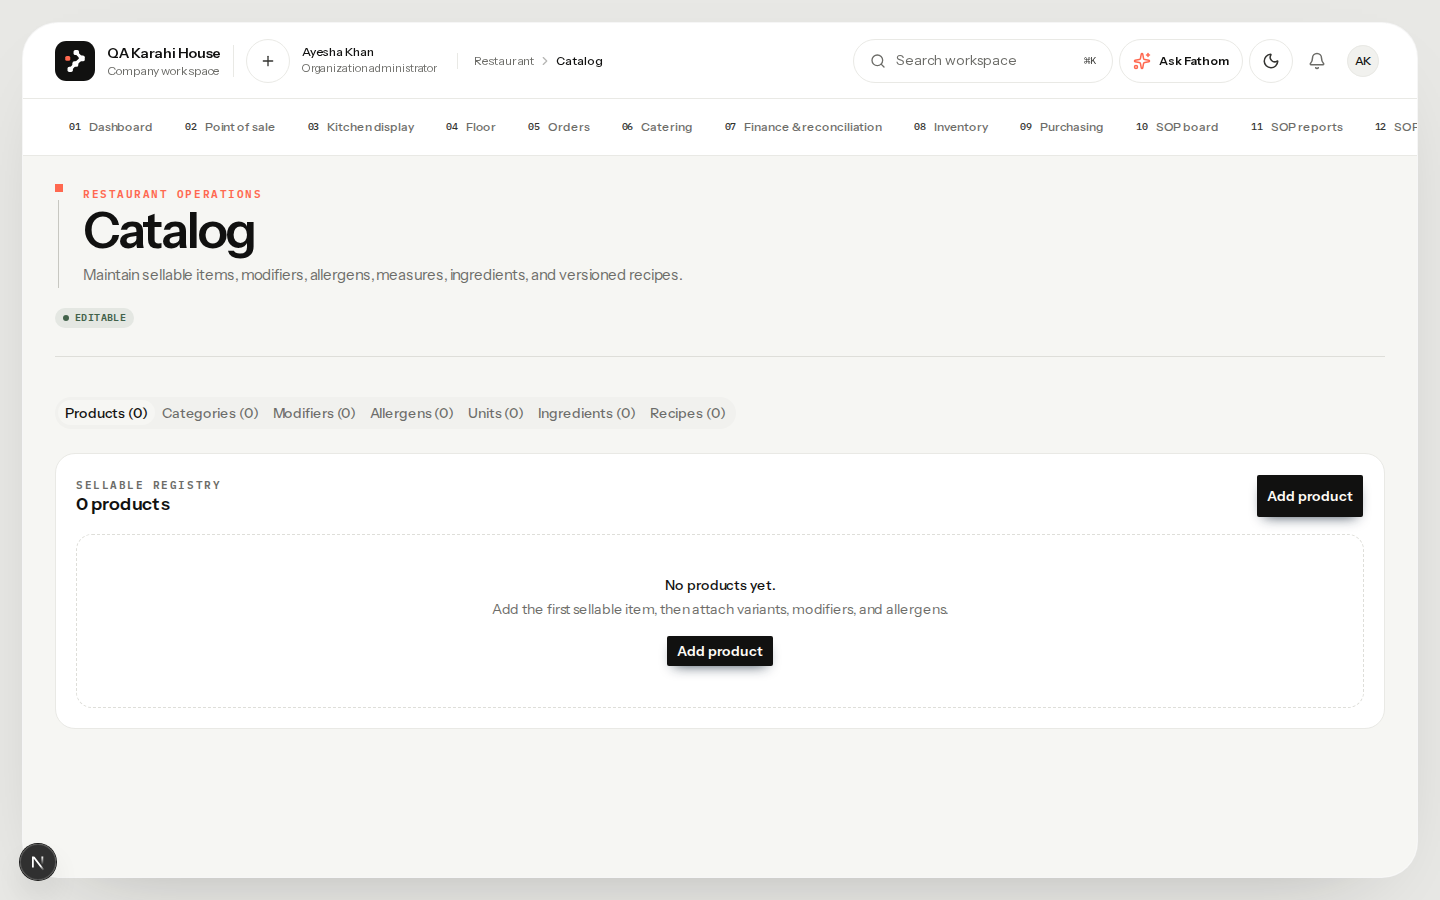 QA Karahi House
Company workspace
Ayesha Khan
Organization administrator
Restaurant > Catalog
Search workspace
⌘K
Ask Fathom
AK
01 Dashboard
02 Point of sale
03 Kitchen display
04 Floor
05 Orders
06 Catering
07 Finance & reconciliation
08 Inventory
09 Purchasing
10 SOP board
11 SOP reports
12 SOP
RESTAURANT OPERATIONS
Catalog
Maintain sellable items, modifiers, allergens, measures, ingredients, and versioned recipes.
EDITABLE
Products (0)
Categories (0)
Modifiers (0)
Allergens (0)
Units (0)
Ingredients (0)
Recipes (0)
SELLABLE REGISTRY
0 products
Add product
No products yet.
Add the first sellable item, then attach variants, modifiers, and allergens.
Add product
N